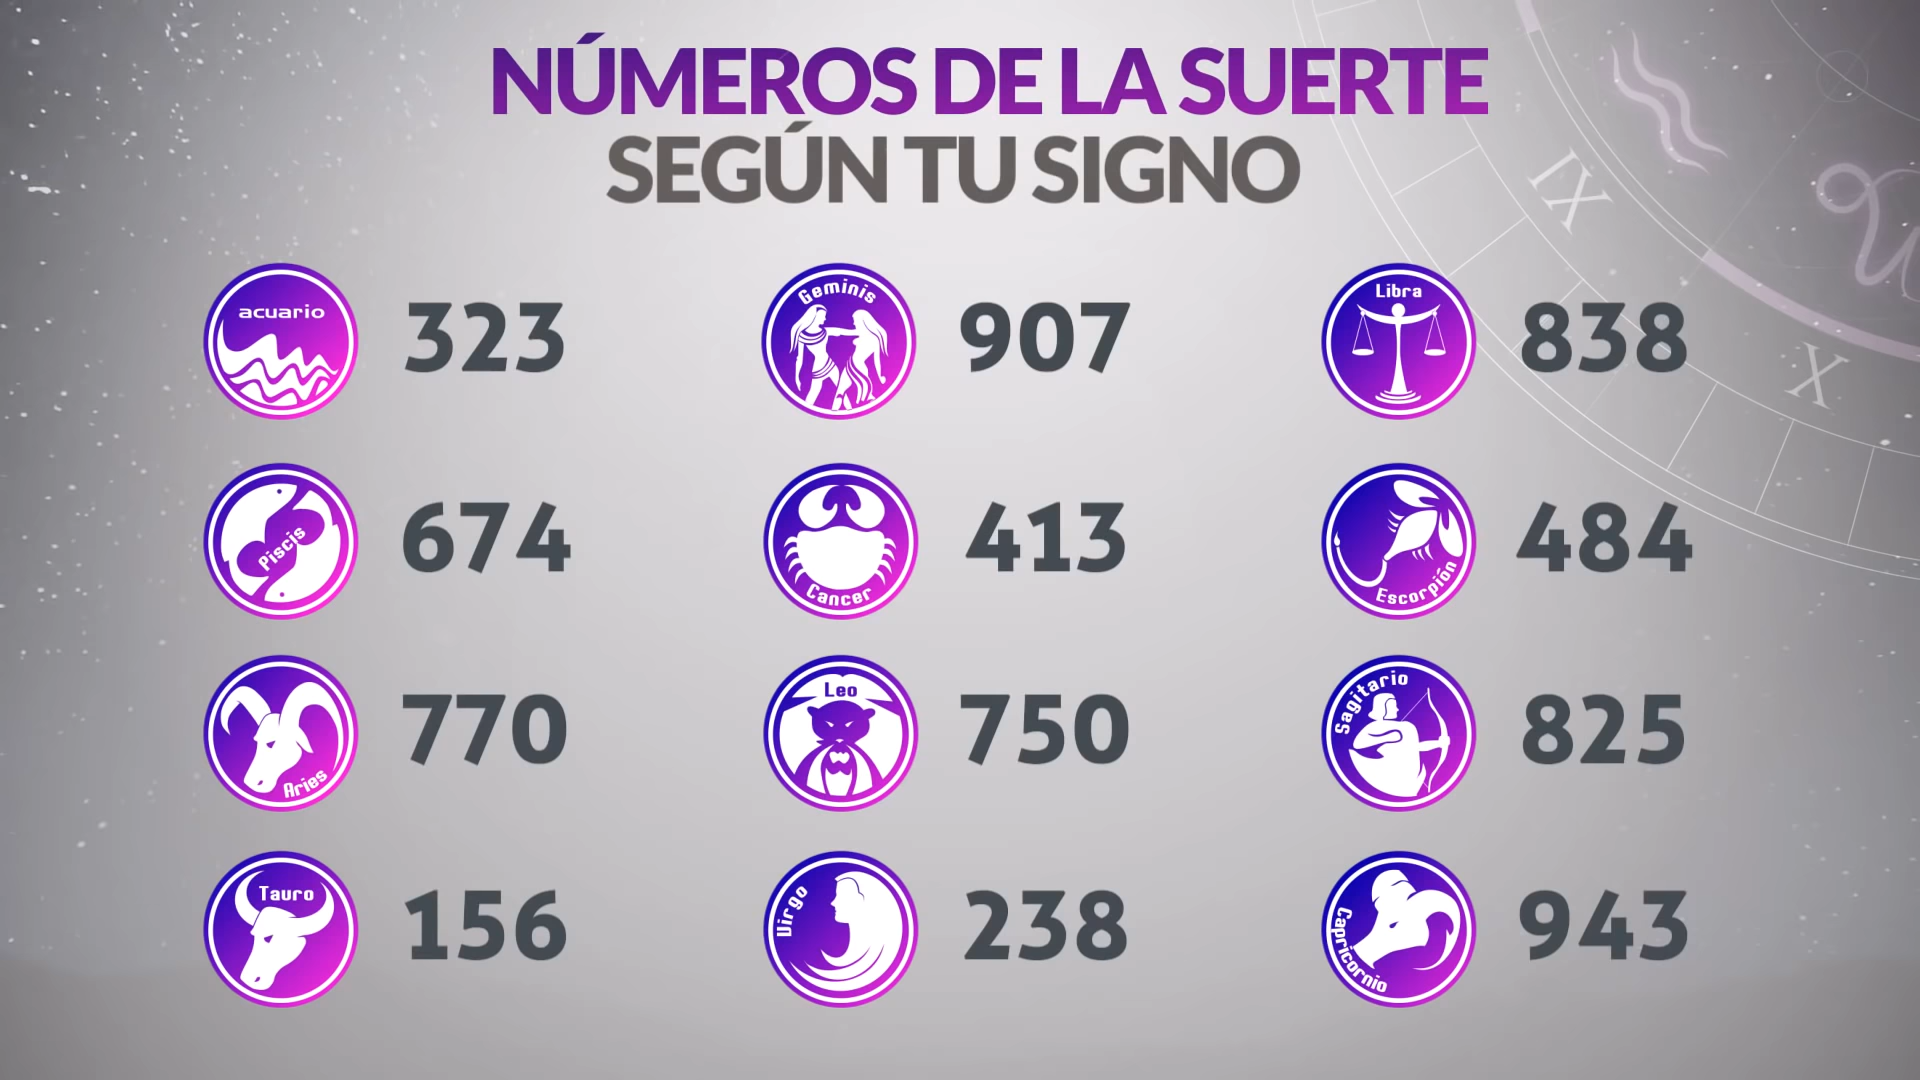 NÚMEROS DE LA SUERTE
SEGÚN TU SIGNO
acuario 323
Geminis 907
Libra 838
Piscis 674
Cancer 413
Escorpión 484
Aries 770
Leo 750
Sagitario 825
Tauro 156
Virgo 238
Capricornio 943
IX
X